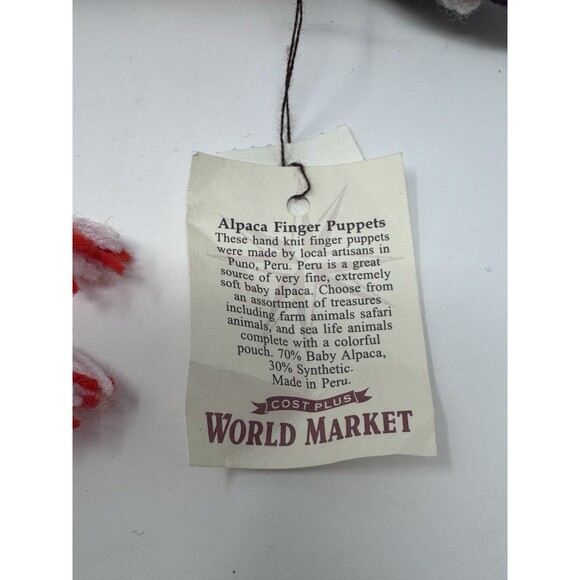 Alpaca Finger Puppets
These hand knit finger puppets
were made by local artisans in
Puno, Peru. Peru is a great
source of very fine, extremely
soft baby alpaca. Choose from
an assortment of treasures
including farm animals safari
animals, and sea life animals
complete with a colorful
pouch. 70% Baby Alpaca,
30% Synthetic.
Made in Peru.
COST PLUS
WORLD MARKET